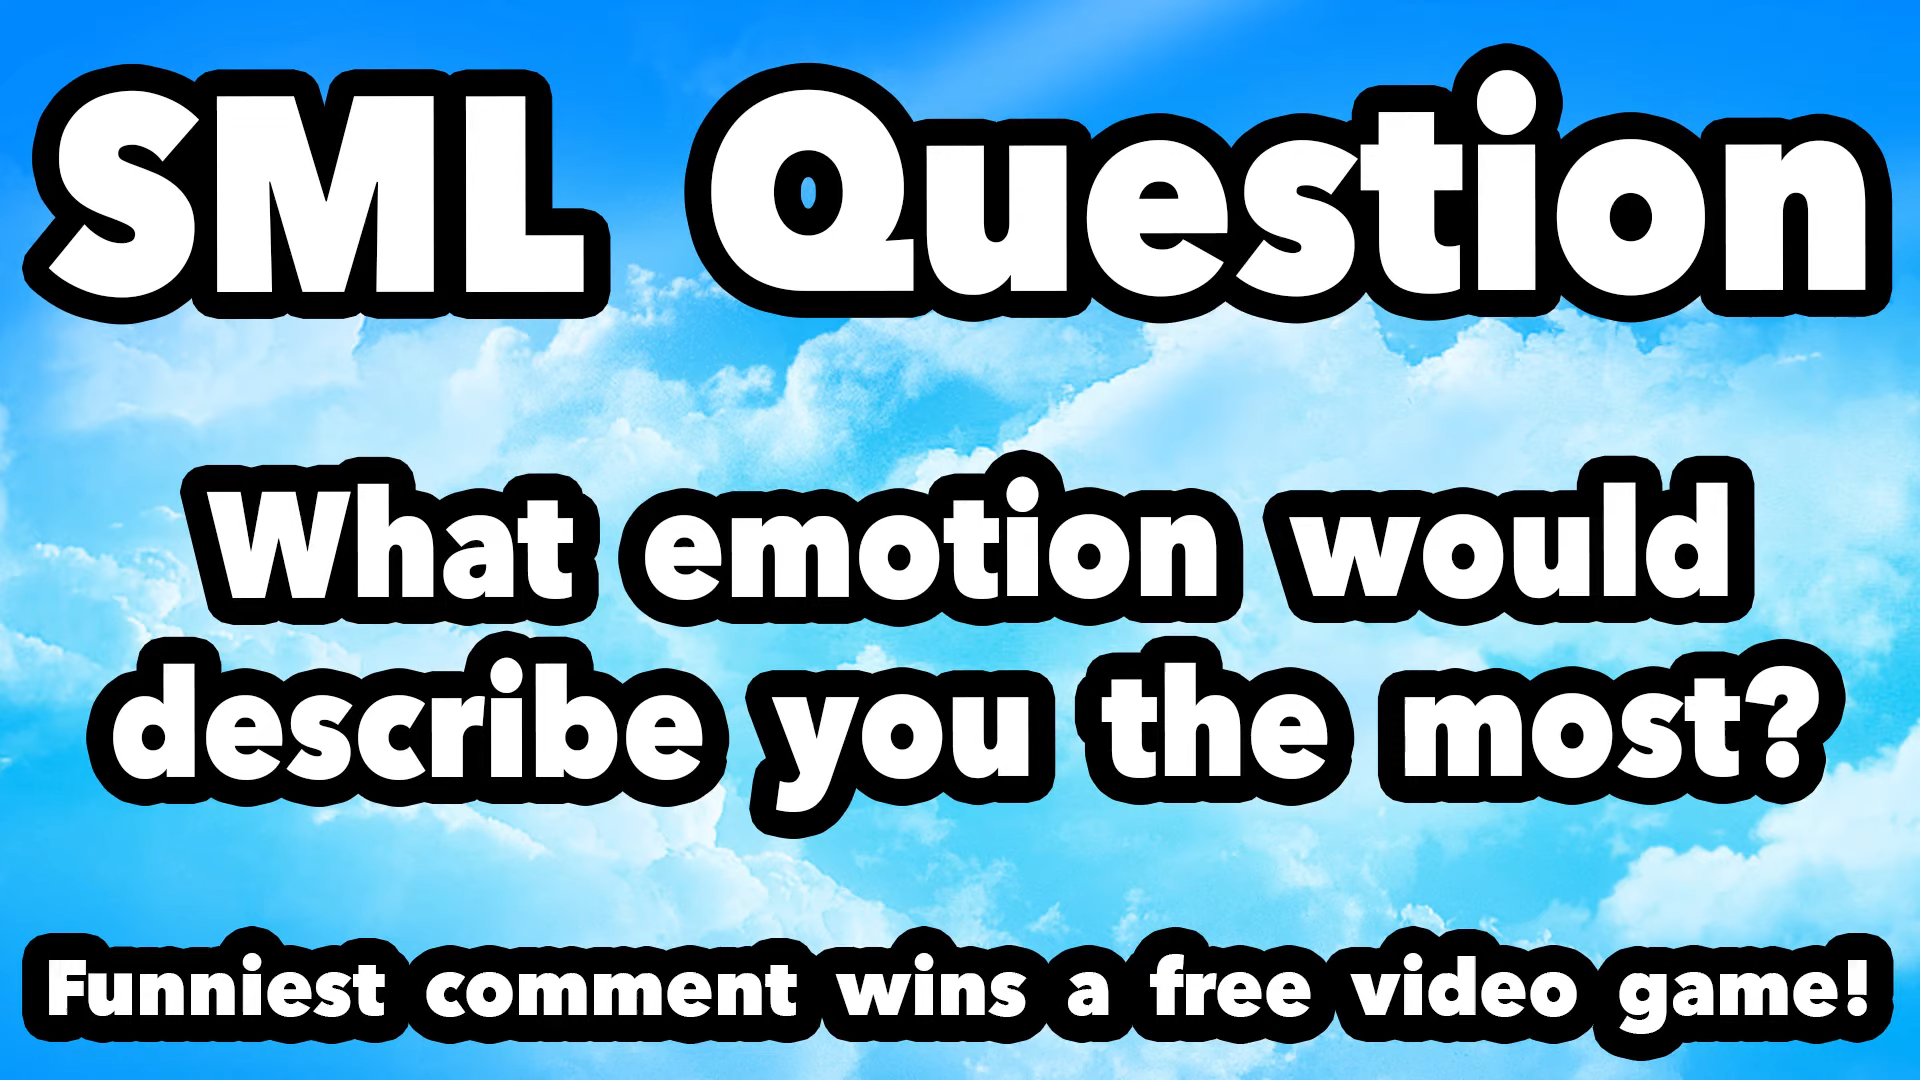 SML Question
What emotion would
describe you the most?
Funniest comment wins a free video game!